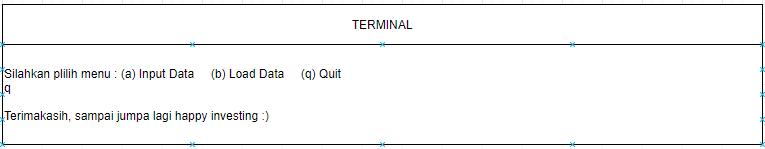 TERMINAL
Silahkan plilih menu : (a) Input Data (b) Load Data (q) Quit
q
Terimakasih, sampai jumpa lagi happy investing :)